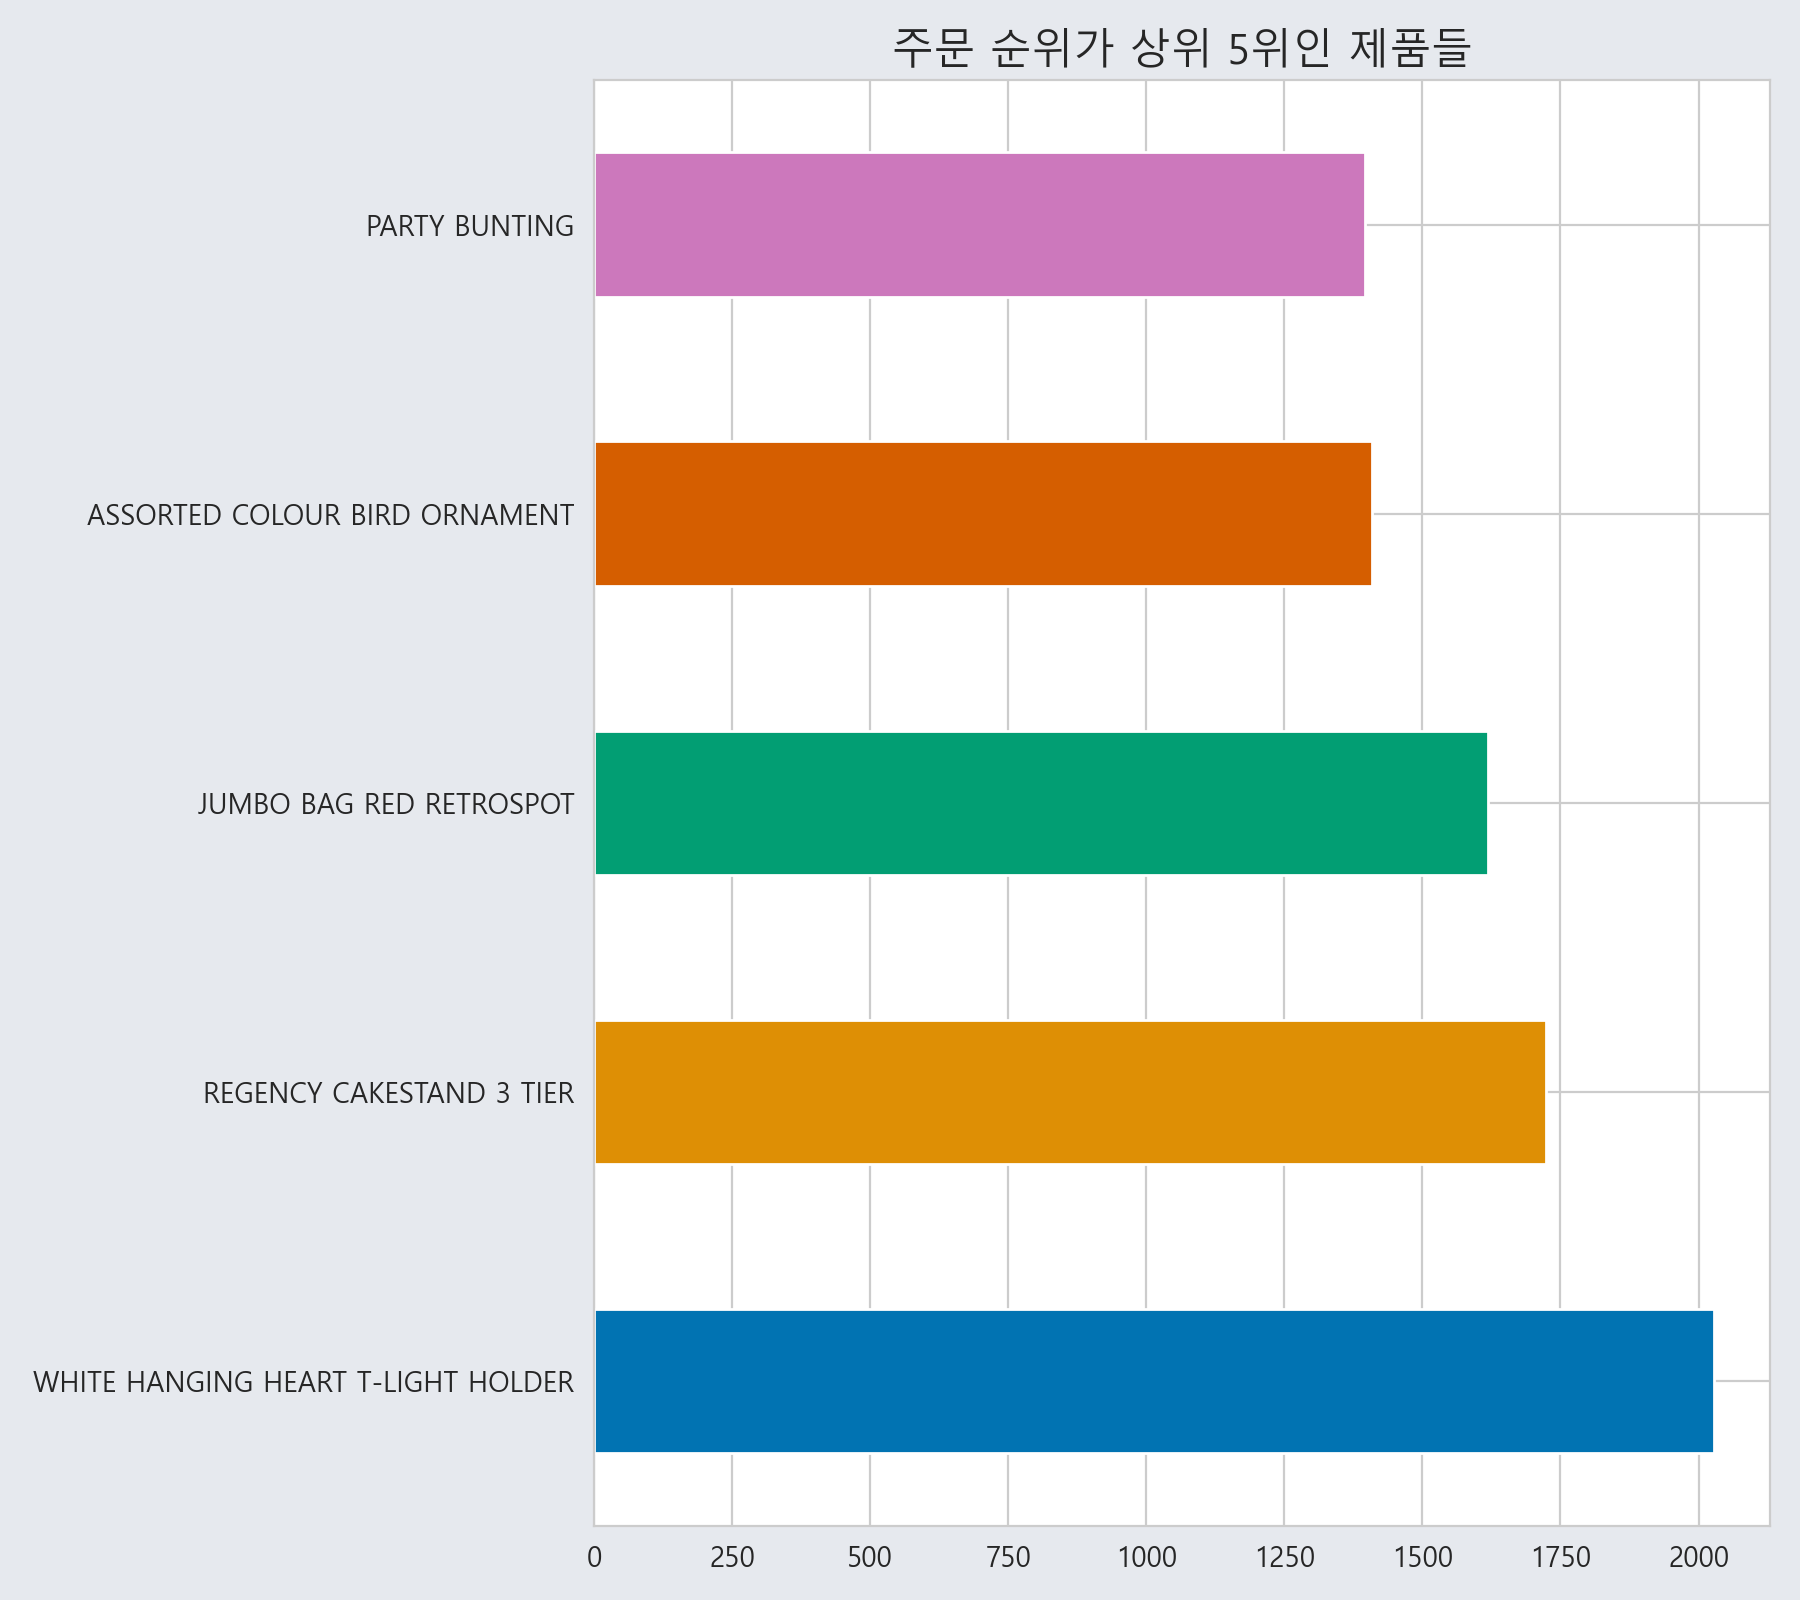 주문 순위가 상위 5위인 제품들
PARTY BUNTING
ASSORTED COLOUR BIRD ORNAMENT
JUMBO BAG RED RETROSPOT
REGENCY CAKESTAND 3 TIER
WHITE HANGING HEART T-LIGHT HOLDER
0 250 500 750 1000 1250 1500 1750 2000